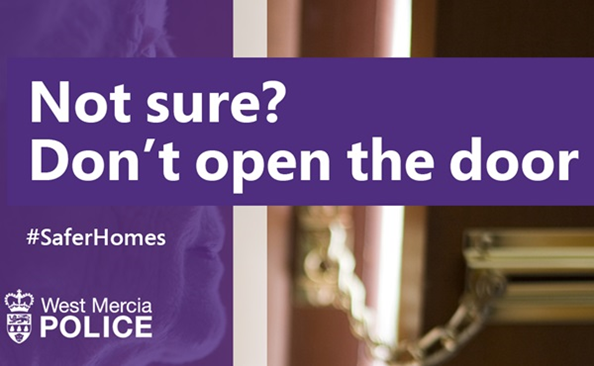 Not sure?
Don't open the door
#SaferHomes
West Mercia
POLICE